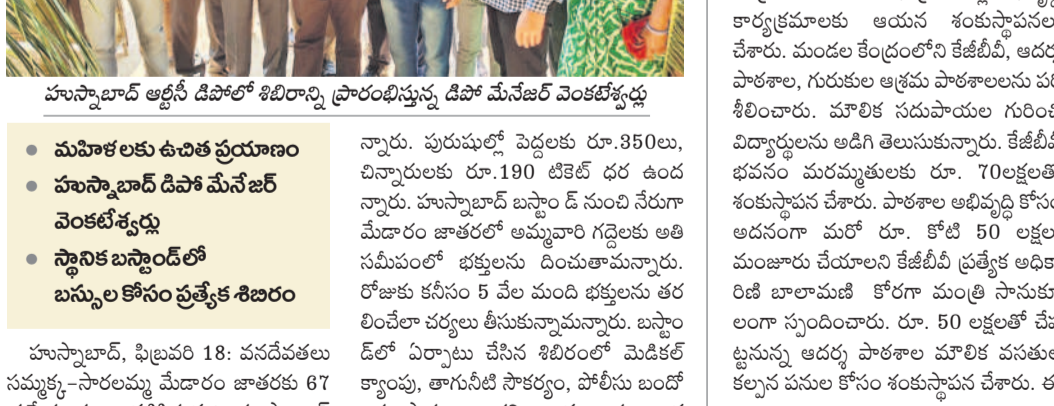 హుస్నాబాద్ ఆర్టీసీ డిపోలో శిబిరాన్ని ప్రారంభిస్తున్న డిపో మేనేజర్ వెంకటేశ్వర్లు
మహిళలకు ఉచిత ప్రయాణం
హుస్నాబాద్ డిపో మేనేజర్
వెంకటేశ్వర్లు
స్థానిక బస్టాండ్‌లో
బస్సుల కోసం ప్రత్యేక శిబిరం
హుస్నాబాద్, ఫిబ్రవరి 18: వనదేవతలు
సమ్మక్క-సారలమ్మ మేడారం జాతరకు 67
న్నారు. పురుషుల్లో పెద్దలకు రూ.350లు,
చిన్నారులకు రూ.190 టికెట్ ధర ఉంద
న్నారు. హుస్నాబాద్ బస్టాం డ్ నుంచి నేరుగా
మేడారం జాతరలో అమ్మవారి గద్దెలకు అతి
సమీపంలో భక్తులను దించుతామన్నారు.
రోజుకు కనీసం 5 వేల మంది భక్తులను తర
లించేలా చర్యలు తీసుకున్నామన్నారు. బస్టాం
డ్‌లో ఏర్పాటు చేసిన శిబిరంలో మెడికల్
క్యాంపు, తాగునీటి సౌకర్యం, పోలీసు బందో
కార్యక్రమాలకు ఆయన శంకుస్థాపనల
చేశారు. మండల కేంద్రంలోని కేజీబీవీ, ఆదర్శ
పాఠశాల, గురుకుల ఆశ్రమ పాఠశాలలను పరి
శీలించారు. మౌలిక సదుపాయల గురించి
విద్యార్థులను అడిగి తెలుసుకున్నారు. కేజీబీవీ
భవనం మరమ్మతులకు రూ. 70లక్షలతో
శంకుస్థాపన చేశారు. పాఠశాల అభివృద్ధి కోసం
అదనంగా మరో రూ. కోటి 50 లక్షల
మంజూరు చేయాలని కేజీబీవీ ప్రత్యేక అధికా
రిణి బాలామణి కోరగా మంత్రి సానుకూ
లంగా స్పందించారు. రూ. 50 లక్షలతో చేప
ట్టనున్న ఆదర్శ పాఠశాల మౌలిక వసతుల
కల్పన పనుల కోసం శంకుస్థాపన చేశారు. ఈ